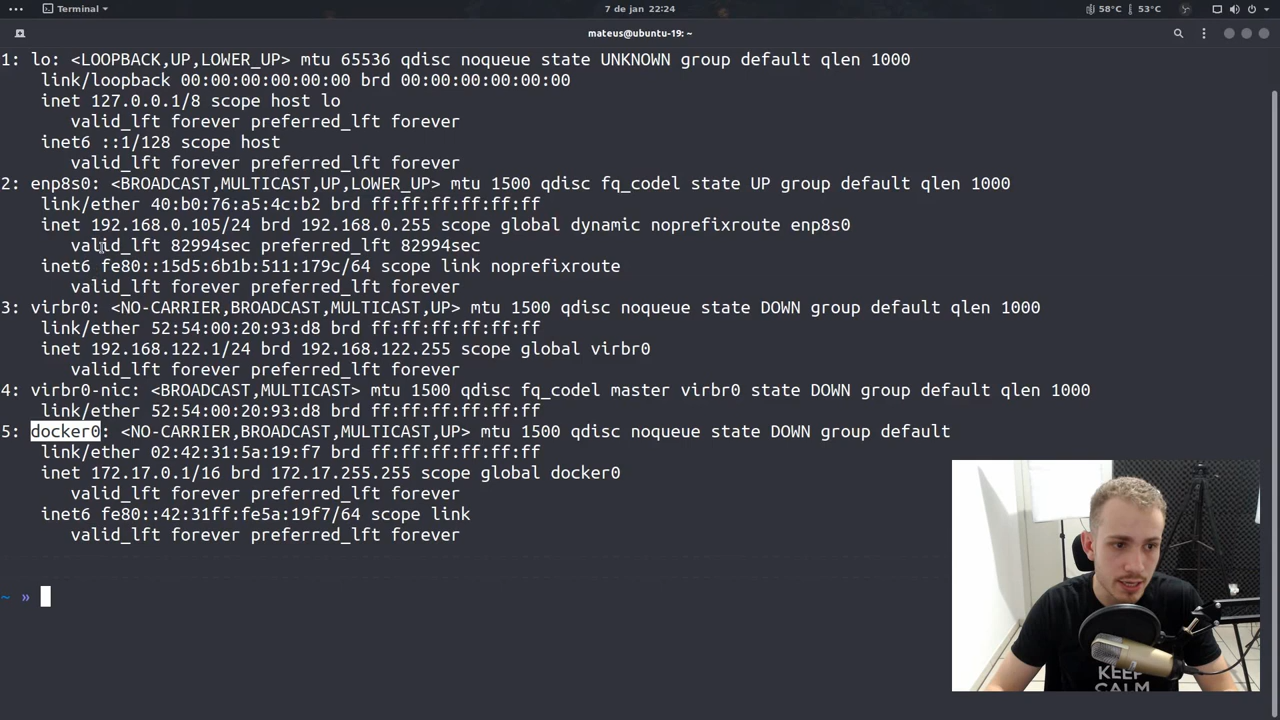 Terminal
7 de jan 22:24
58°C
53°C
mateus@ubuntu-19: ~
1: lo: <LOOPBACK,UP,LOWER_UP> mtu 65536 qdisc noqueue state UNKNOWN group default qlen 1000
link/loopback 00:00:00:00:00:00 brd 00:00:00:00:00:00
inet 127.0.0.1/8 scope host lo
valid_lft forever preferred_lft forever
inet6 ::1/128 scope host
valid_lft forever preferred_lft forever
2: enp8s0: <BROADCAST,MULTICAST,UP,LOWER_UP> mtu 1500 qdisc fq_codel state UP group default qlen 1000
link/ether 40:b0:76:a5:4c:b2 brd ff:ff:ff:ff:ff:ff
inet 192.168.0.105/24 brd 192.168.0.255 scope global dynamic noprefixroute enp8s0
valid_lft 82994sec preferred_lft 82994sec
inet6 fe80::15d5:6b1b:511:179c/64 scope link noprefixroute
valid_lft forever preferred_lft forever
3: virbr0: <NO-CARRIER,BROADCAST,MULTICAST,UP> mtu 1500 qdisc noqueue state DOWN group default qlen 1000
link/ether 52:54:00:20:93:d8 brd ff:ff:ff:ff:ff:ff
inet 192.168.122.1/24 brd 192.168.122.255 scope global virbr0
valid_lft forever preferred_lft forever
4: virbr0-nic: <BROADCAST,MULTICAST> mtu 1500 qdisc fq_codel master virbr0 state DOWN group default qlen 1000
link/ether 52:54:00:20:93:d8 brd ff:ff:ff:ff:ff:ff
5: docker0: <NO-CARRIER,BROADCAST,MULTICAST,UP> mtu 1500 qdisc noqueue state DOWN group default
link/ether 02:42:31:5a:19:f7 brd ff:ff:ff:ff:ff:ff
inet 172.17.0.1/16 brd 172.17.255.255 scope global docker0
valid_lft forever preferred_lft forever
inet6 fe80::42:31ff:fe5a:19f7/64 scope link
valid_lft forever preferred_lft forever
~ »
KEEP
CALM